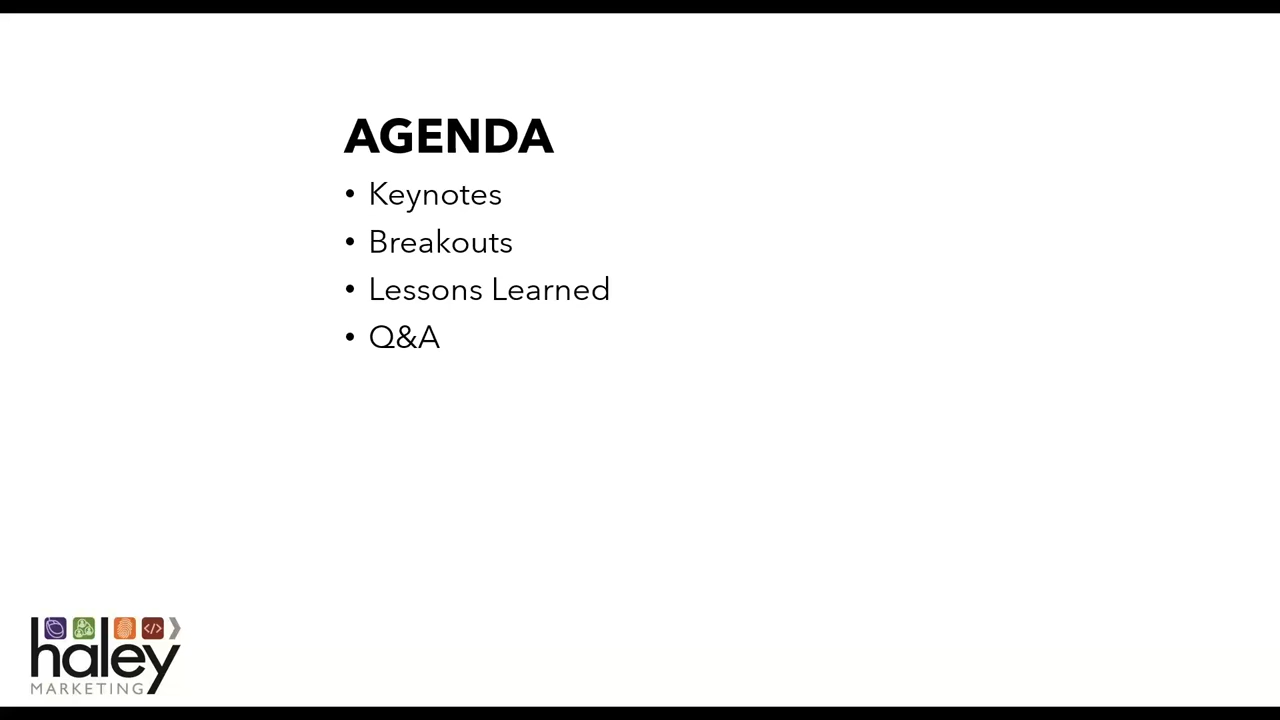 AGENDA
• Keynotes
• Breakouts
• Lessons Learned
• Q&A
</>
haley
MARKETING